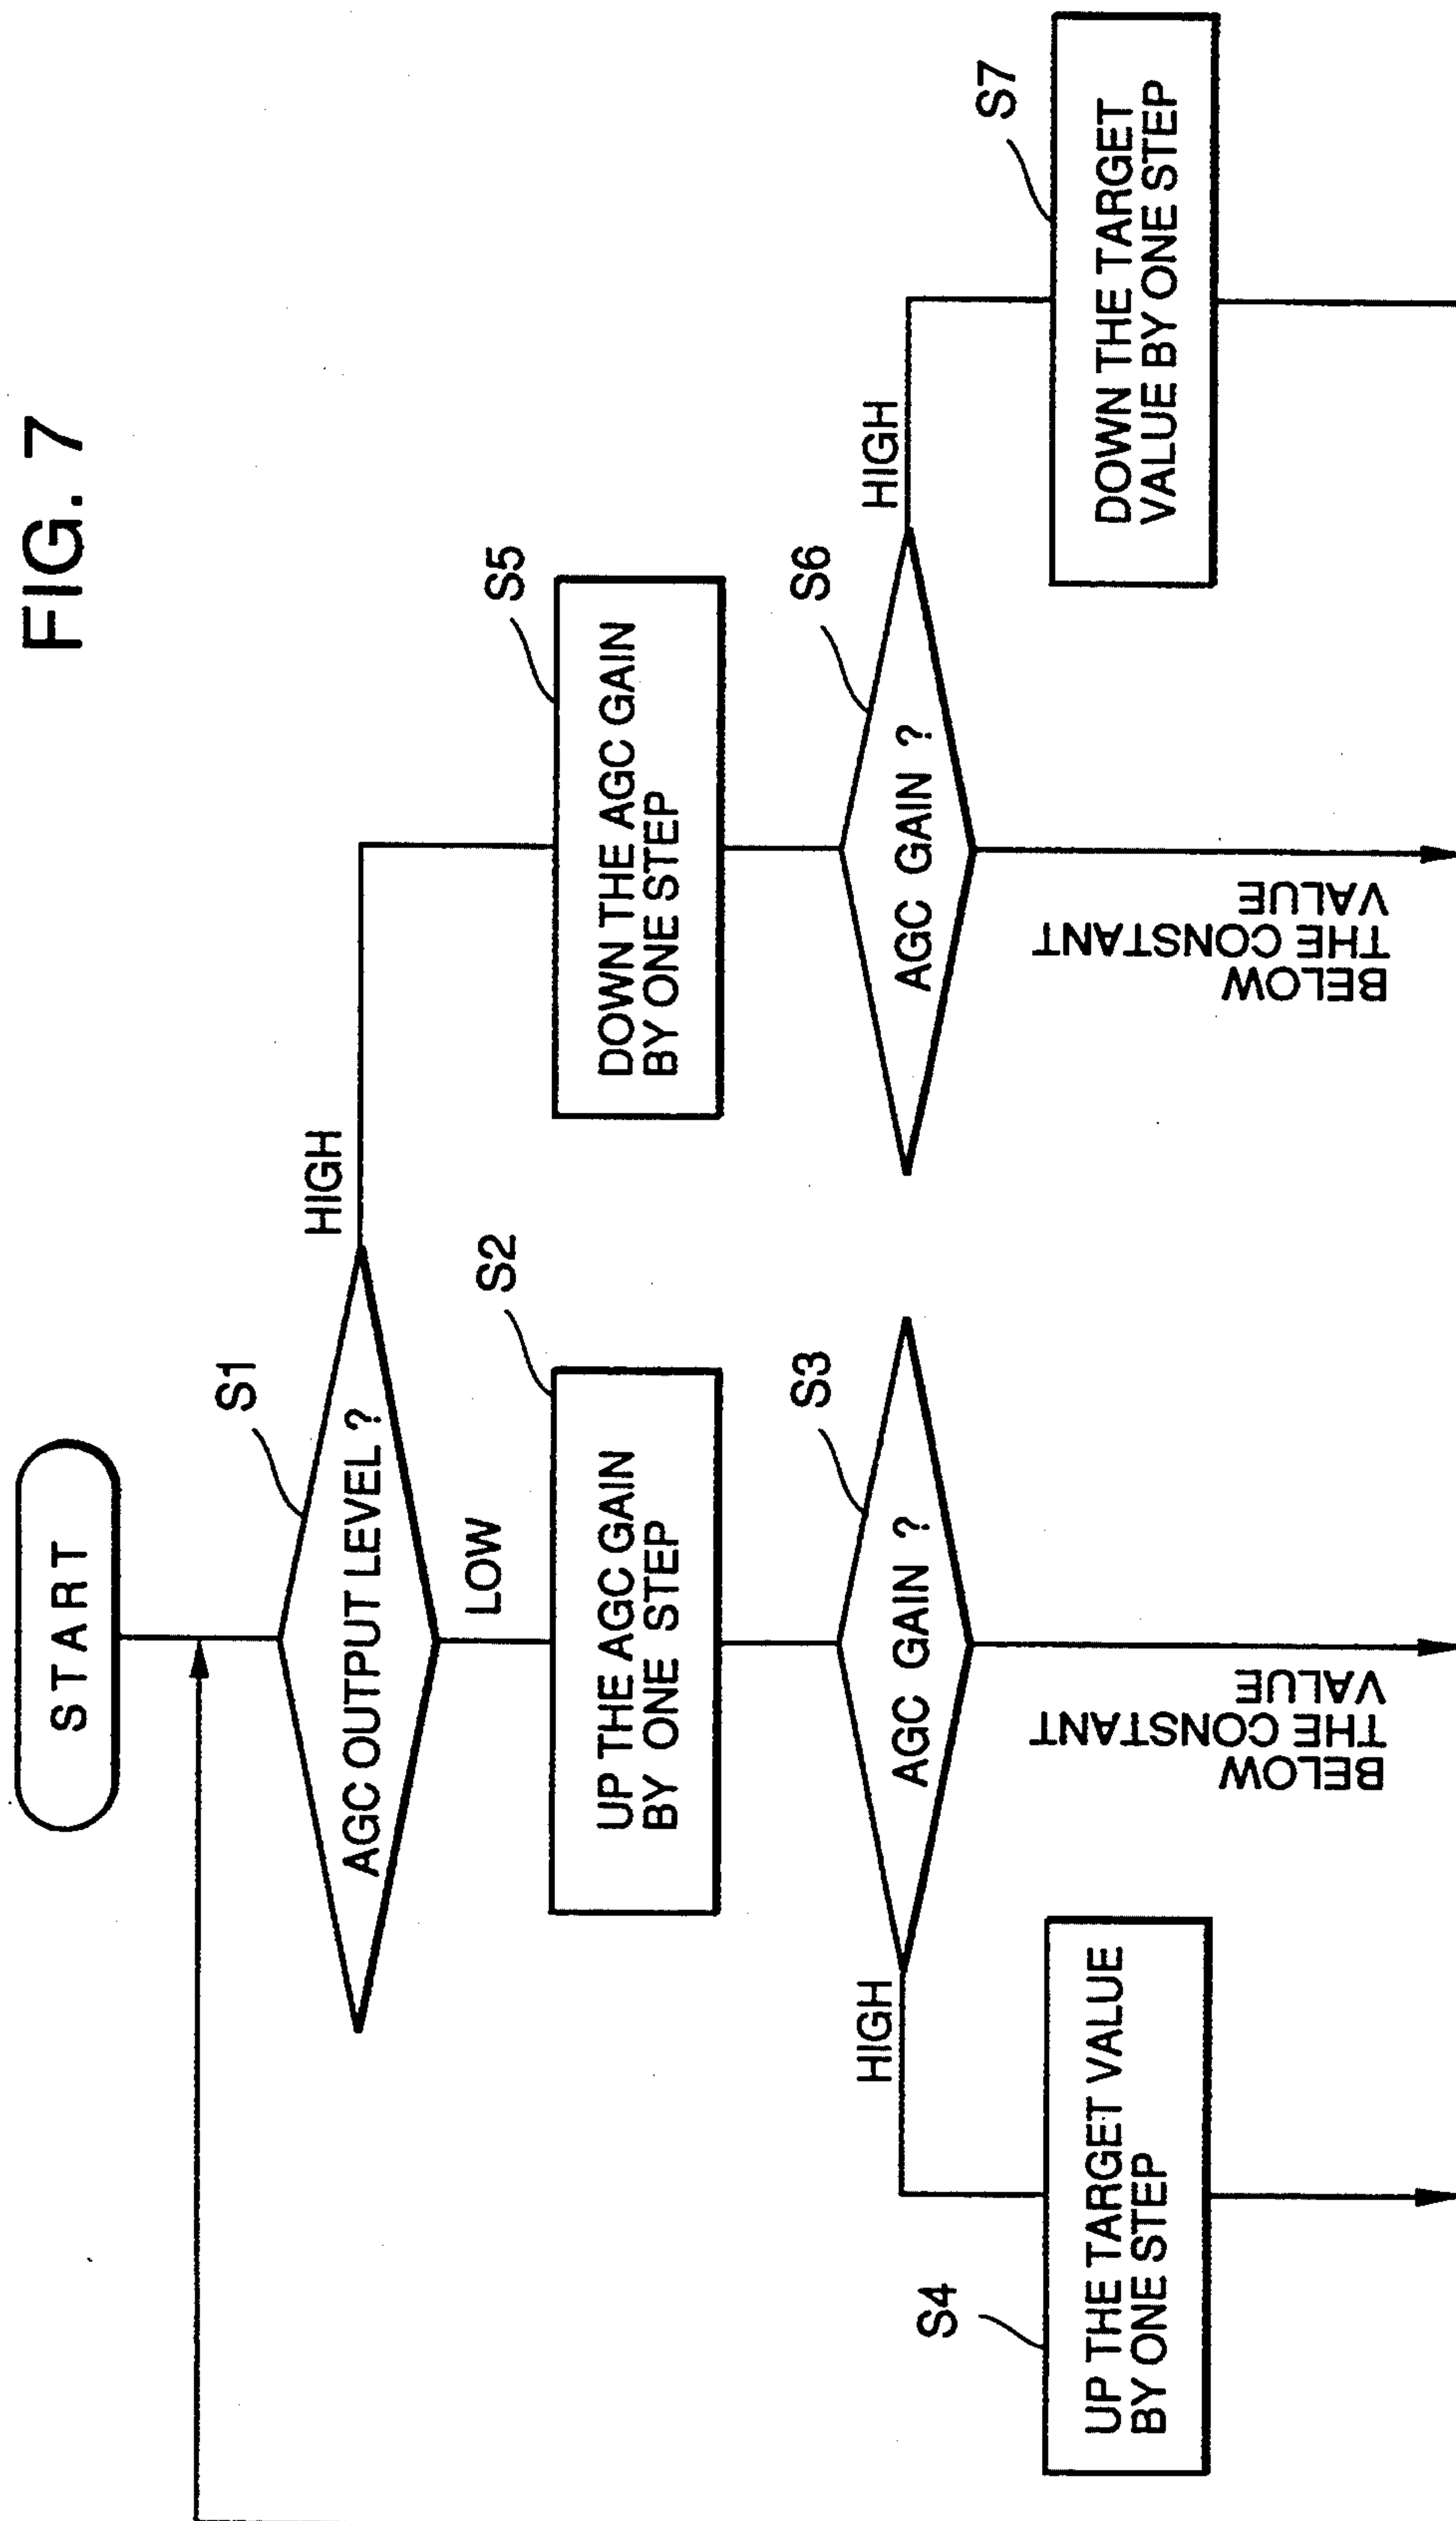 FIG. 7
START
S1
AGC OUTPUT LEVEL ?
HIGH
LOW
S2
UP THE AGC GAIN
BY ONE STEP
S5
DOWN THE AGC GAIN
BY ONE STEP
S3
AGC GAIN ?
HIGH
BELOW
THE CONSTANT
VALUE
S6
AGC GAIN ?
HIGH
BELOW
THE CONSTANT
VALUE
S4
UP THE TARGET VALUE
BY ONE STEP
S7
DOWN THE TARGET
VALUE BY ONE STEP